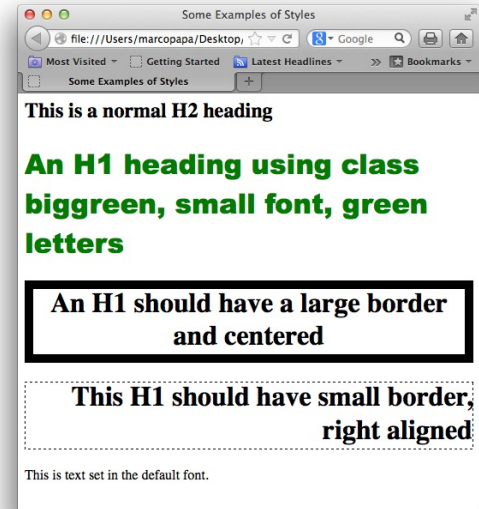 Some Examples of Styles
file:///Users/marcopapa/Desktop/ Google
Most Visited Getting Started Latest Headlines » Bookmarks
Some Examples of Styles +
This is a normal H2 heading
An H1 heading using class
biggreen, small font, green
letters
An H1 should have a large border
and centered
This H1 should have small border,
right aligned
This is text set in the default font.